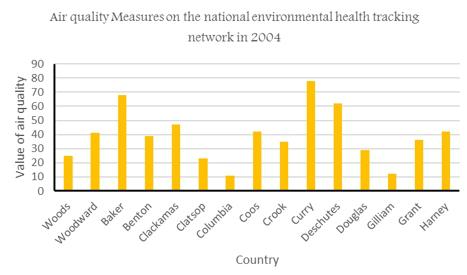 Air quality Measures on the national environmental health tracking
network in 2004
Value of air quality
90
80
70
60
50
40
30
20
10
0
Woods
Woodward
Baker
Benton
Clackamas
Clatsop
Columbia
Coos
Crook
Curry
Deschutes
Douglas
Gilliam
Grant
Harney
Country